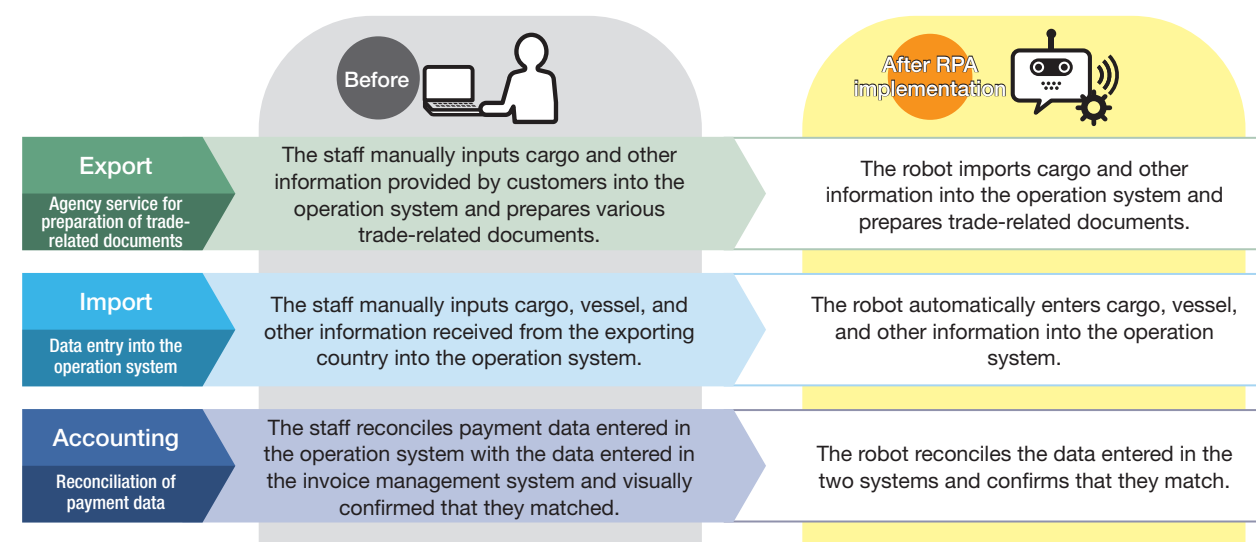 Before
After RPA
implementation
Export
Agency service for
preparation of trade-
related documents
The staff manually inputs cargo and other
information provided by customers into the
operation system and prepares various
trade-related documents.
The robot imports cargo and other
information into the operation system and
prepares trade-related documents.
Import
Data entry into the
operation system
The staff manually inputs cargo, vessel, and
other information received from the exporting
country into the operation system.
The robot automatically enters cargo, vessel,
and other information into the operation
system.
Accounting
Reconciliation of
payment data
The staff reconciles payment data entered in
the operation system with the data entered in
the invoice management system and visually
confirmed that they matched.
The robot reconciles the data entered in the
two systems and confirms that they match.